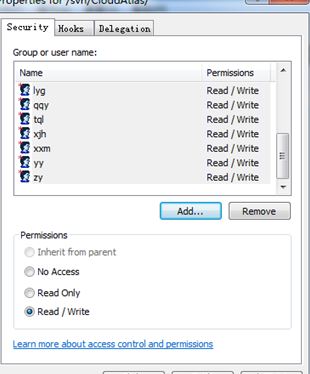 Properties for /svn/CloudAtlas/
Security Hooks Delegation
Group or user name:
Name Permissions
lyg Read / Write
qqy Read / Write
tql Read / Write
xjh Read / Write
xxm Read / Write
yy Read / Write
zy Read / Write
Add... Remove
Permissions
Inherit from parent
No Access
Read Only
Read / Write
Learn more about access control and permissions